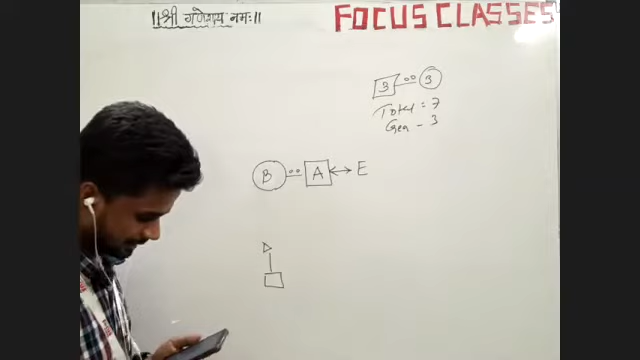 ||श्री गणेशाय नमः||
FOCUS CLASSES
3 3
Total = 7
Gen - 3
B A E